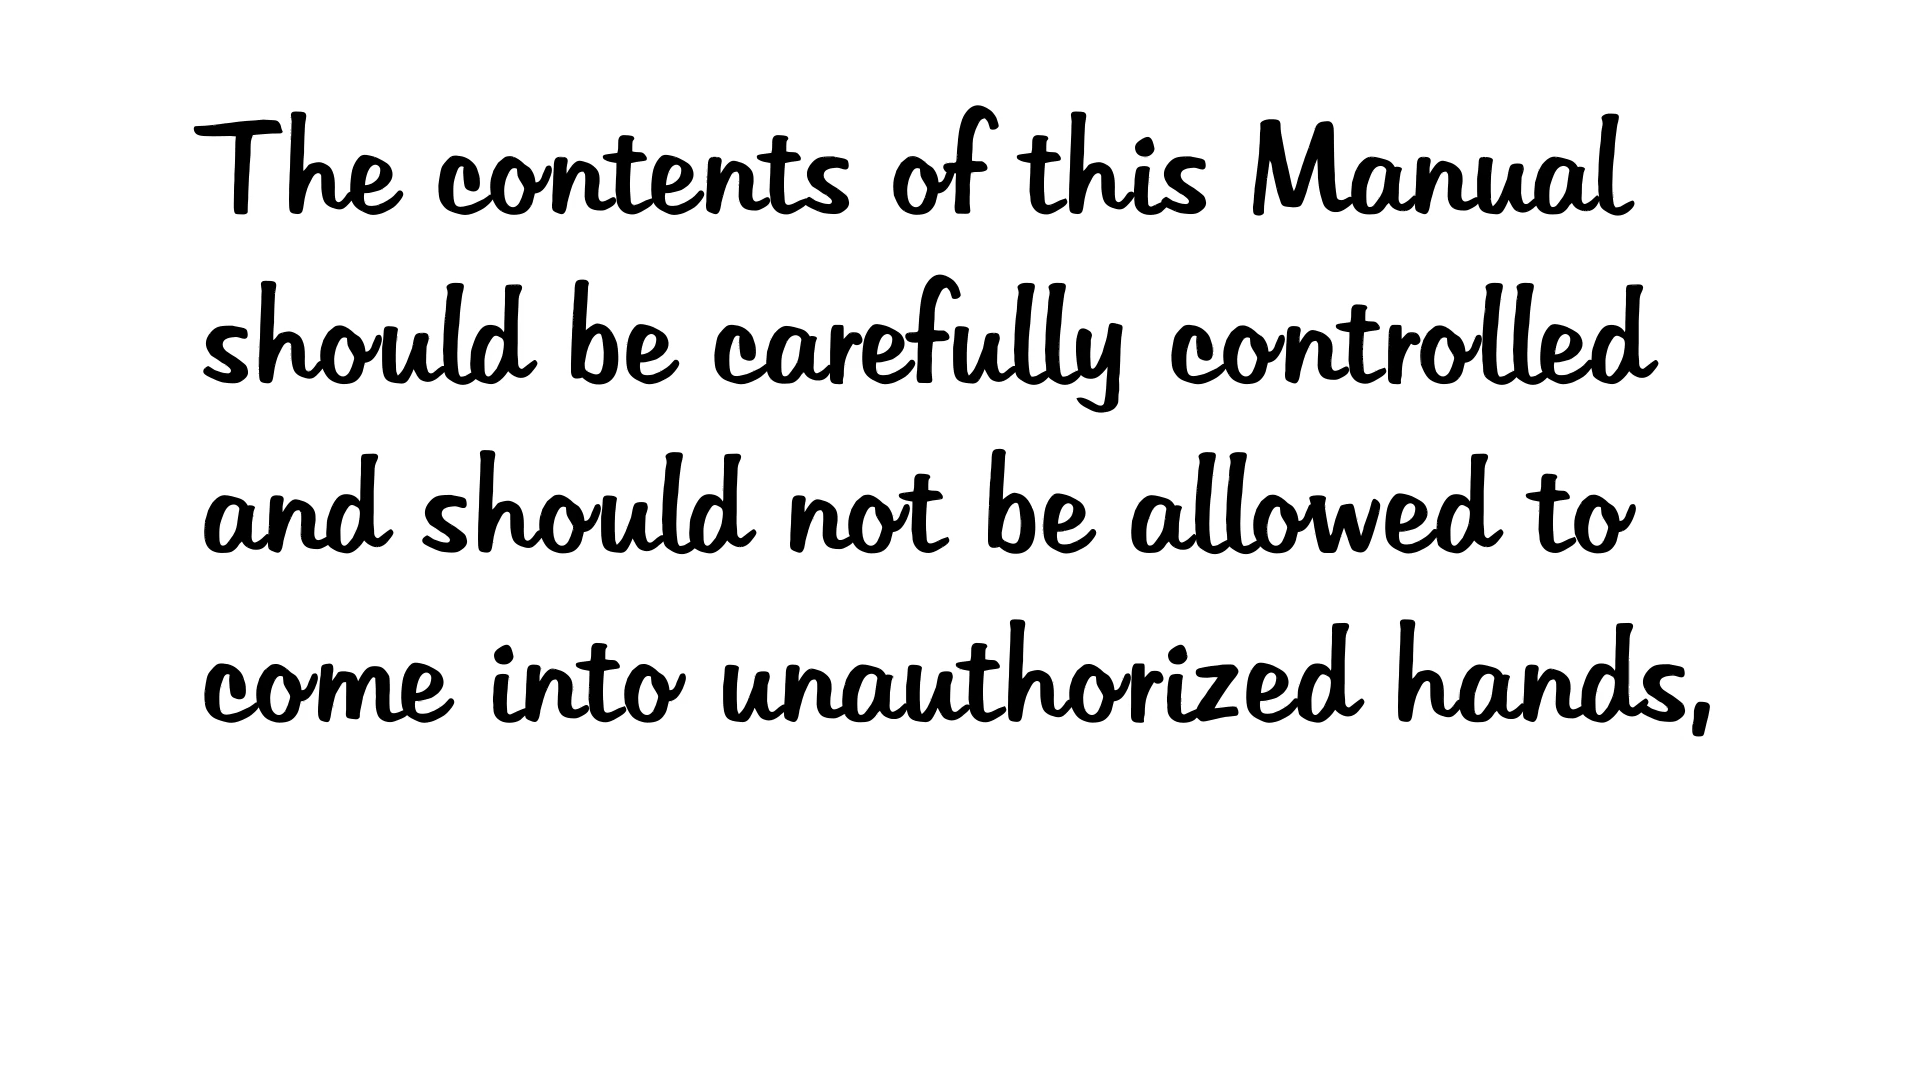 The contents of this Manual
should be carefully controlled
and should not be allowed to
come into unauthorized hands,